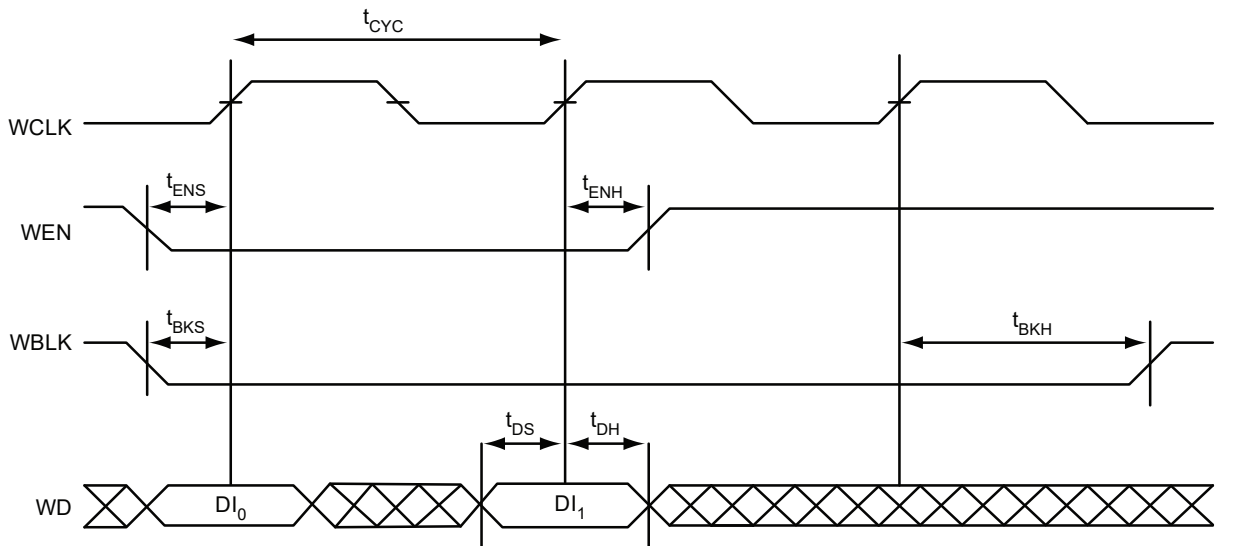 tCYC
WCLK
tENS
tENH
WEN
tBKS
WBLK
tBKH
tDS
tDH
WD
DI0
DI1